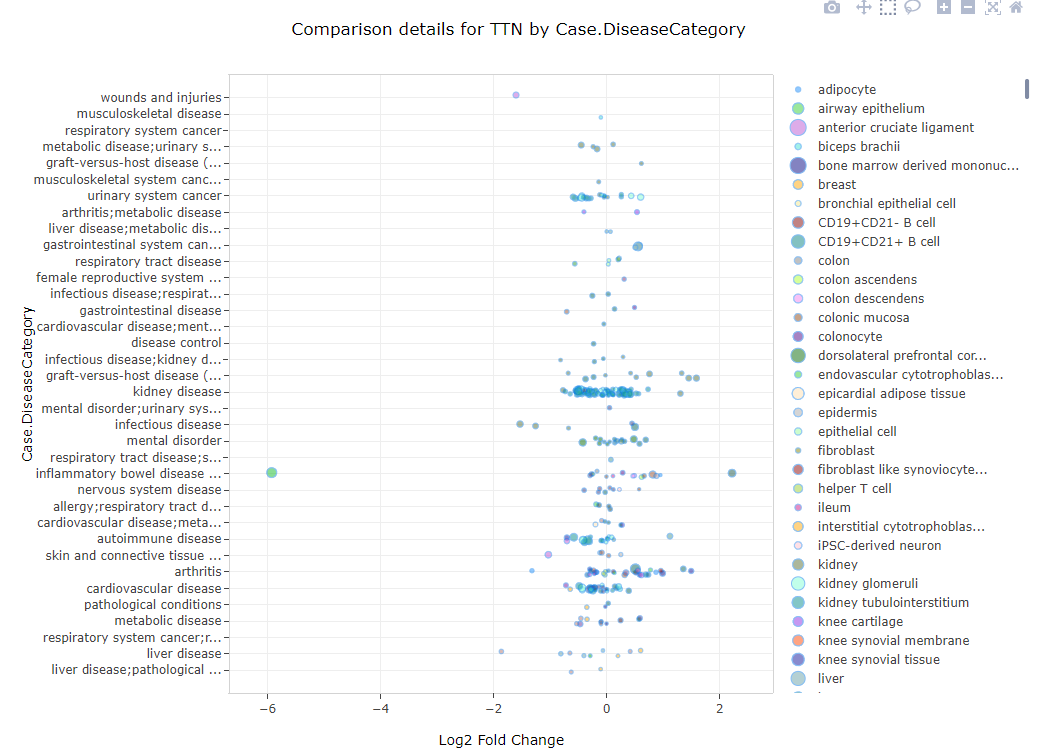 Comparison details for TTN by Case.DiseaseCategory
Case.DiseaseCategory
wounds and injuries
musculoskeletal disease
respiratory system cancer
metabolic disease;urinary s...
graft-versus-host disease (...
musculoskeletal system canc...
urinary system cancer
arthritis;metabolic disease
liver disease;metabolic dis...
gastrointestinal system can...
respiratory tract disease
female reproductive system ...
infectious disease;respirat...
gastrointestinal disease
cardiovascular disease;ment...
disease control
infectious disease;kidney d...
graft-versus-host disease (...
kidney disease
mental disorder;urinary sys...
infectious disease
mental disorder
respiratory tract disease;s...
inflammatory bowel disease ...
nervous system disease
allergy;respiratory tract d...
cardiovascular disease;meta...
autoimmune disease
skin and connective tissue ...
arthritis
cardiovascular disease
pathological conditions
metabolic disease
respiratory system cancer;r...
liver disease
liver disease;pathological ...
−6 −4 −2 0 2
Log2 Fold Change
adipocyte
airway epithelium
anterior cruciate ligament
biceps brachii
bone marrow derived mononuc...
breast
bronchial epithelial cell
CD19+CD21- B cell
CD19+CD21+ B cell
colon
colon ascendens
colon descendens
colonic mucosa
colonocyte
dorsolateral prefrontal cor...
endovascular cytotrophoblas...
epicardial adipose tissue
epidermis
epithelial cell
fibroblast
fibroblast like synoviocyte...
helper T cell
ileum
interstitial cytotrophoblas...
iPSC-derived neuron
kidney
kidney glomeruli
kidney tubulointerstitium
knee cartilage
knee synovial membrane
knee synovial tissue
liver